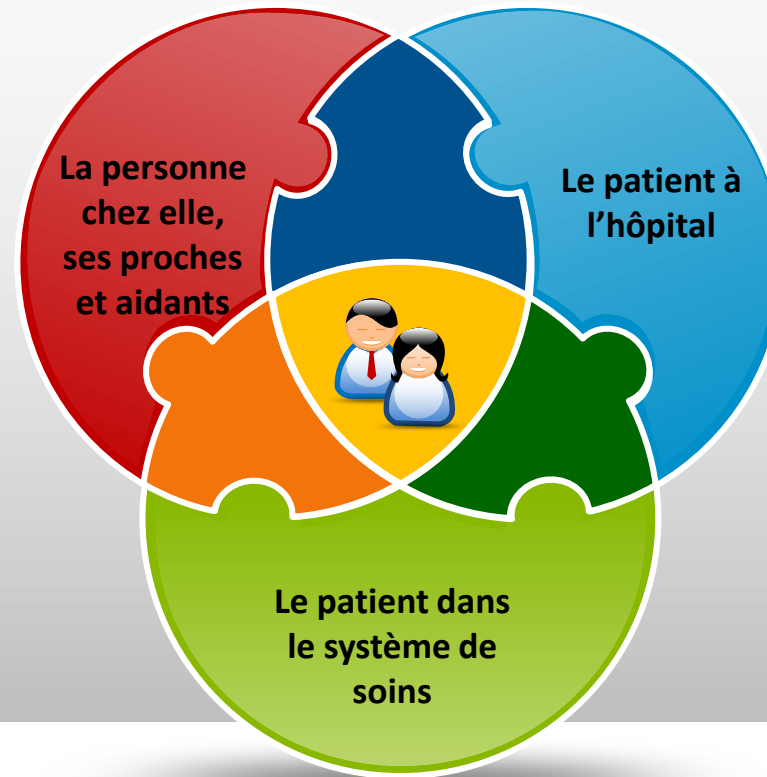 La personne
chez elle,
ses proches
et aidants
Le patient à
l’hôpital
Le patient dans
le système de
soins